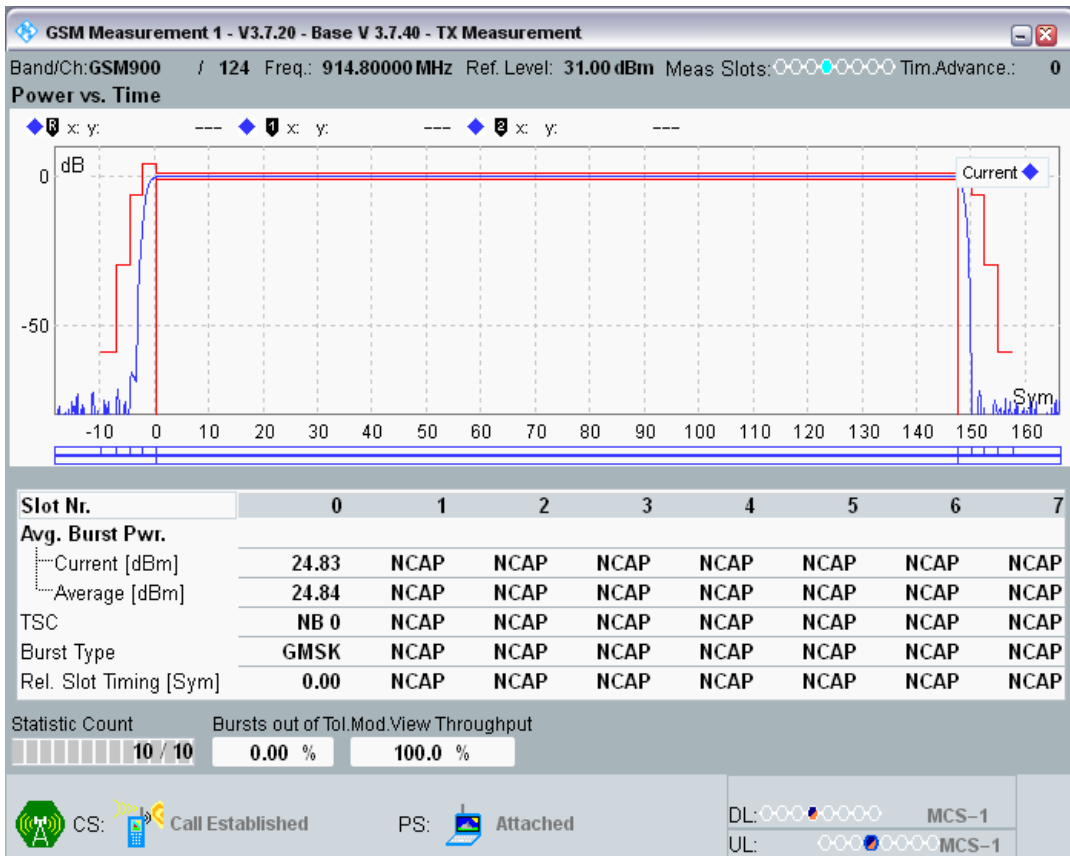 GSM Measurement 1 - V3.7.20 - Base V 3.7.40 - TX Measurement
Band/Ch:GSM900 / 124 Freq.: 914.80000 MHz Ref. Level: 31.00 dBm Meas Slots: Tim.Advance.: 0
Power vs. Time
R x: y: --- 1 x: y: --- 2 x: y: ---
dB
Current
0
-50
Sym
-10 0 10 20 30 40 50 60 70 80 90 100 110 120 130 140 150 160
Slot Nr. 0 1 2 3 4 5 6 7
Avg. Burst Pwr.
Current [dBm] 24.83 NCAP NCAP NCAP NCAP NCAP NCAP NCAP
Average [dBm] 24.84 NCAP NCAP NCAP NCAP NCAP NCAP NCAP
TSC NB 0 NCAP NCAP NCAP NCAP NCAP NCAP NCAP
Burst Type GMSK NCAP NCAP NCAP NCAP NCAP NCAP NCAP
Rel. Slot Timing [Sym] 0.00 NCAP NCAP NCAP NCAP NCAP NCAP NCAP
Statistic Count Bursts out of Tol.Mod.View Throughput
10 / 10 0.00 % 100.0 %
CS: Call Established PS: Attached
DL: MCS-1
UL: MCS-1